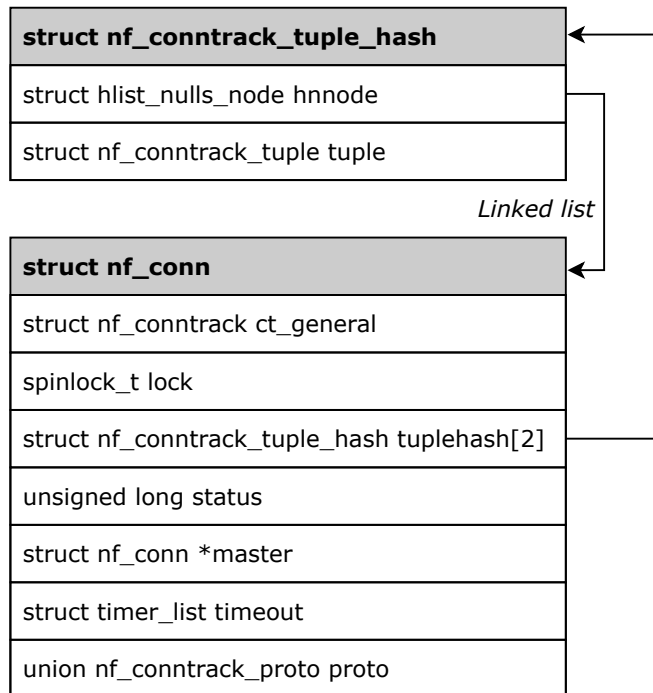 struct nf_conntrack_tuple_hash
struct hlist_nulls_node hnnode
struct nf_conntrack_tuple tuple
Linked list
struct nf_conn
struct nf_conntrack ct_general
spinlock_t lock
struct nf_conntrack_tuple_hash tuplehash[2]
unsigned long status
struct nf_conn *master
struct timer_list timeout
union nf_conntrack_proto proto